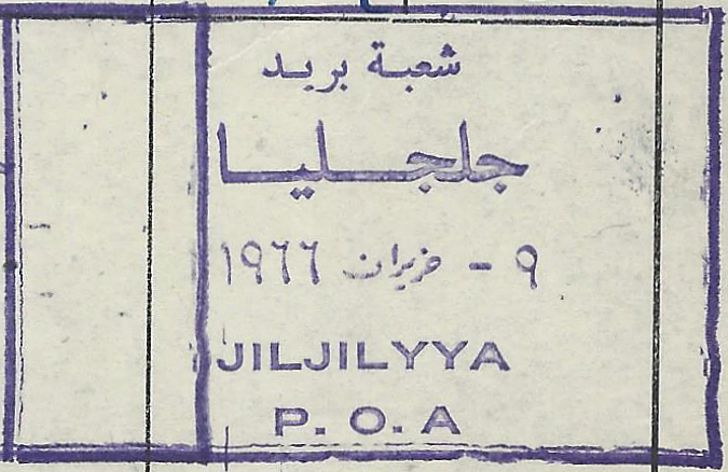 شعبة بريد
جلجليا
٩ - حزيران ١٩٦٦
JILJILYYA
P. O. A